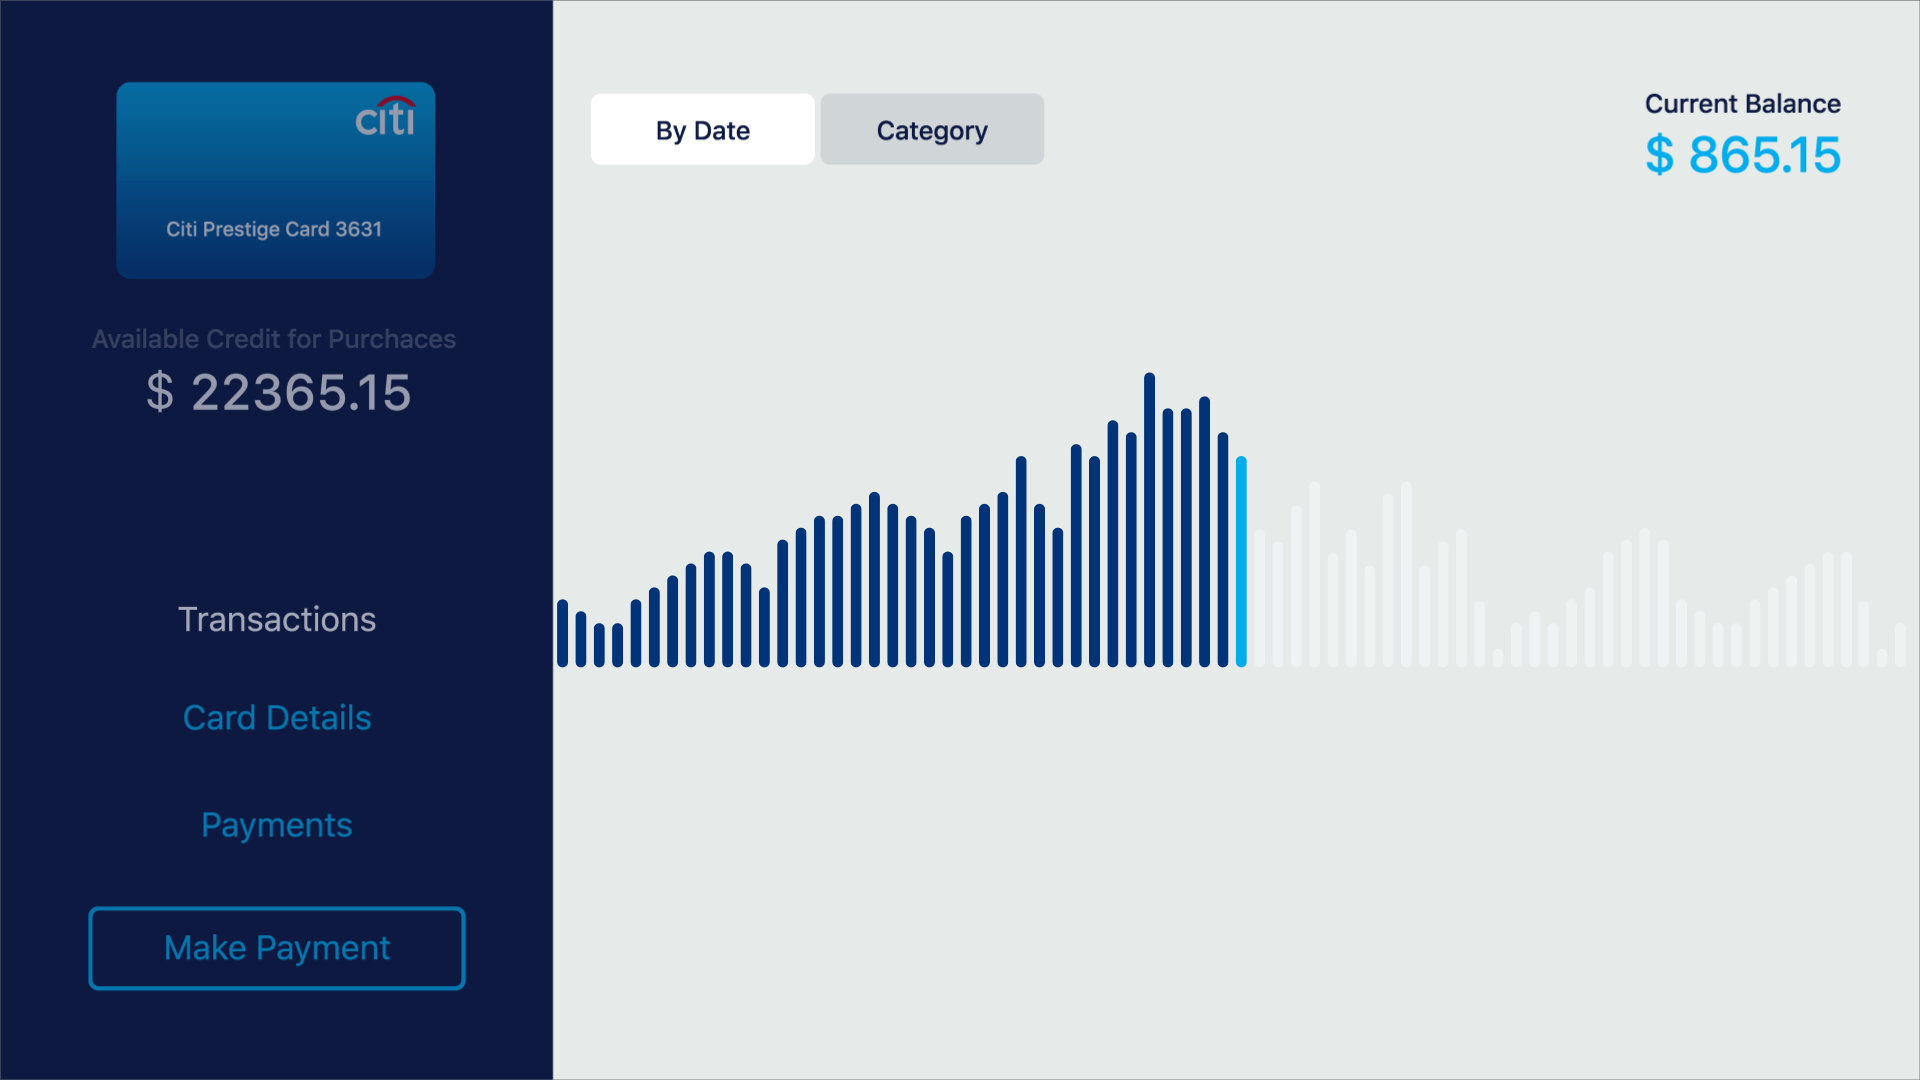 citi
Citi Prestige Card 3631
Available Credit for Purchaces
$ 22365.15
Transactions
Card Details
Payments
Make Payment
By Date
Category
Current Balance
$ 865.15